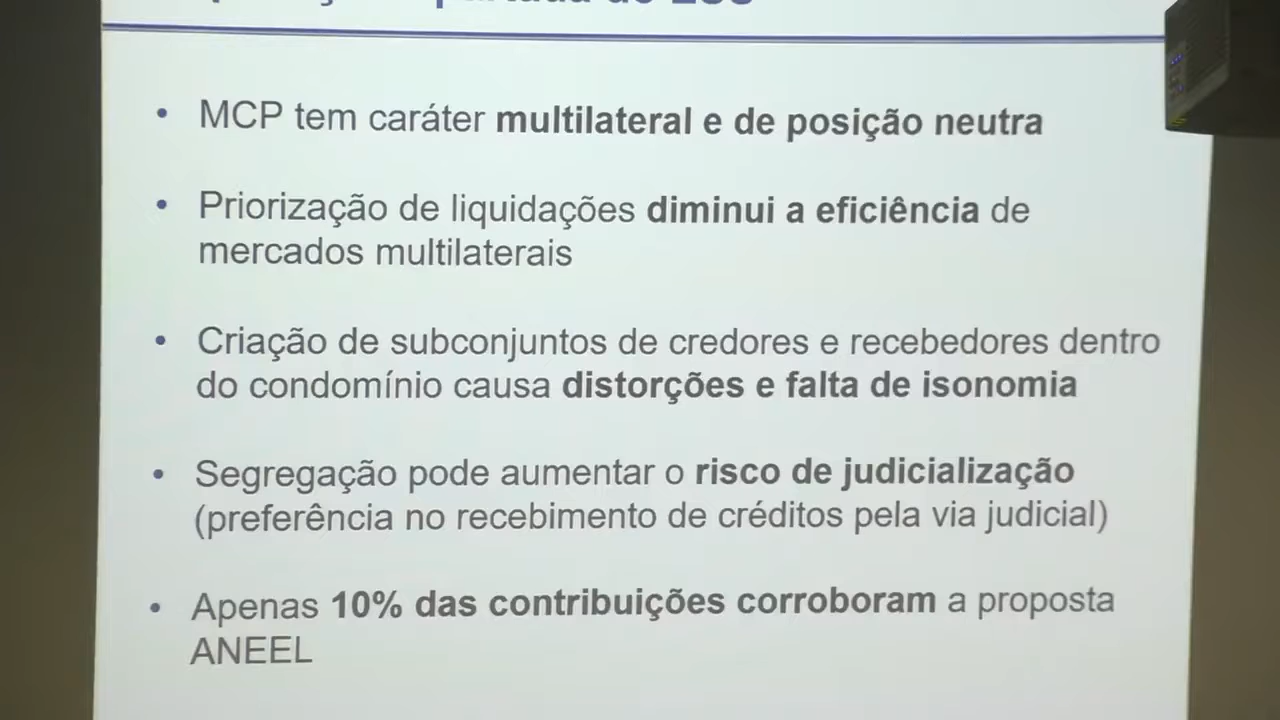 • MCP tem caráter multilateral e de posição neutra
• Priorização de liquidações diminui a eficiência de
mercados multilaterais
• Criação de subconjuntos de credores e recebedores dentro
do condomínio causa distorções e falta de isonomia
• Segregação pode aumentar o risco de judicialização
(preferência no recebimento de créditos pela via judicial)
• Apenas 10% das contribuições corroboram a proposta
ANEEL